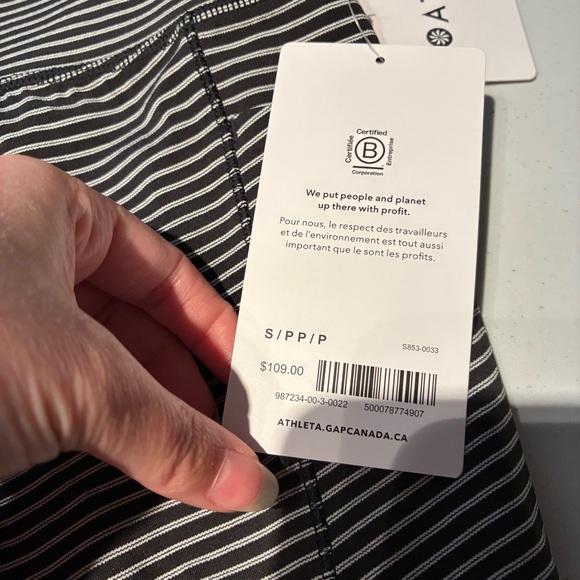 AT
Certified
Certifiée
B
Entreprise
Corporation
We put people and planet
up there with profit.
Pour nous, le respect des travailleurs
et de l'environnement est tout aussi
important que le sont les profits.
S/PP/P
S853-0033
$109.00
987234-00-3-0022 500078774907
ATHLETA.GAPCANADA.CA